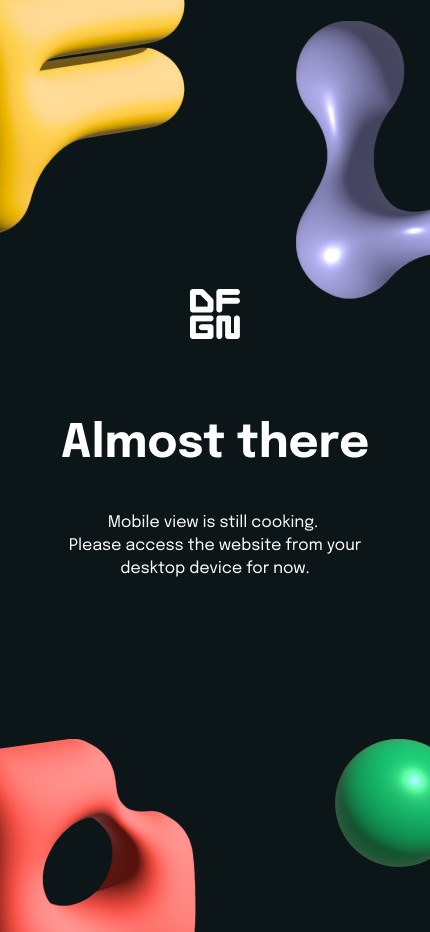 DF
GN
Almost there
Mobile view is still cooking.
Please access the website from your
desktop device for now.